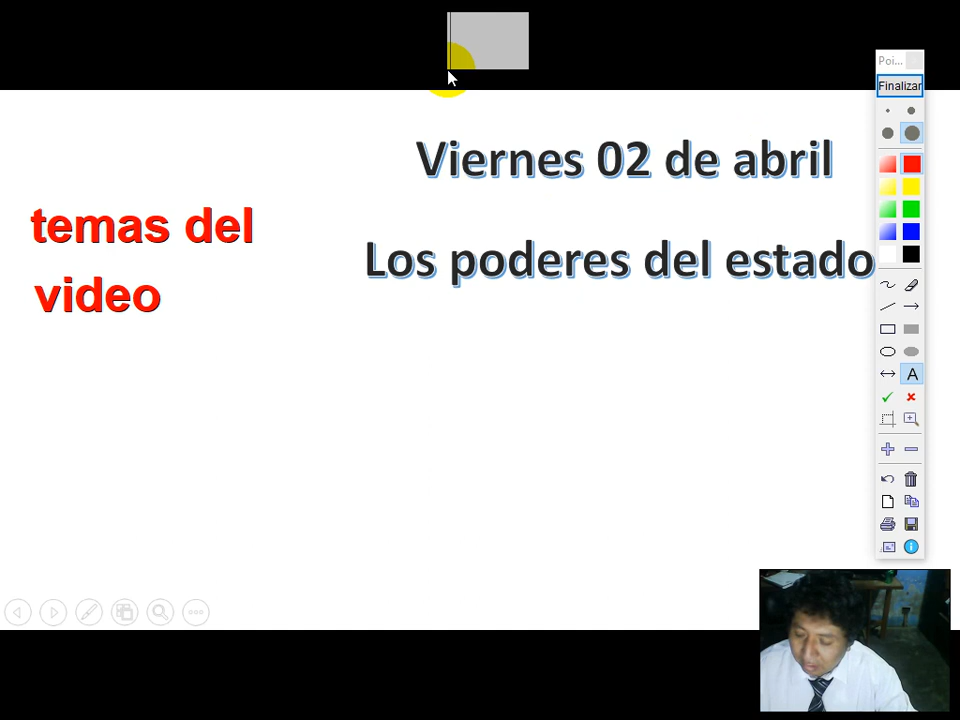 Poi...
Finalizar
Viernes 02 de abril
temas del
video
Los poderes del estado
A